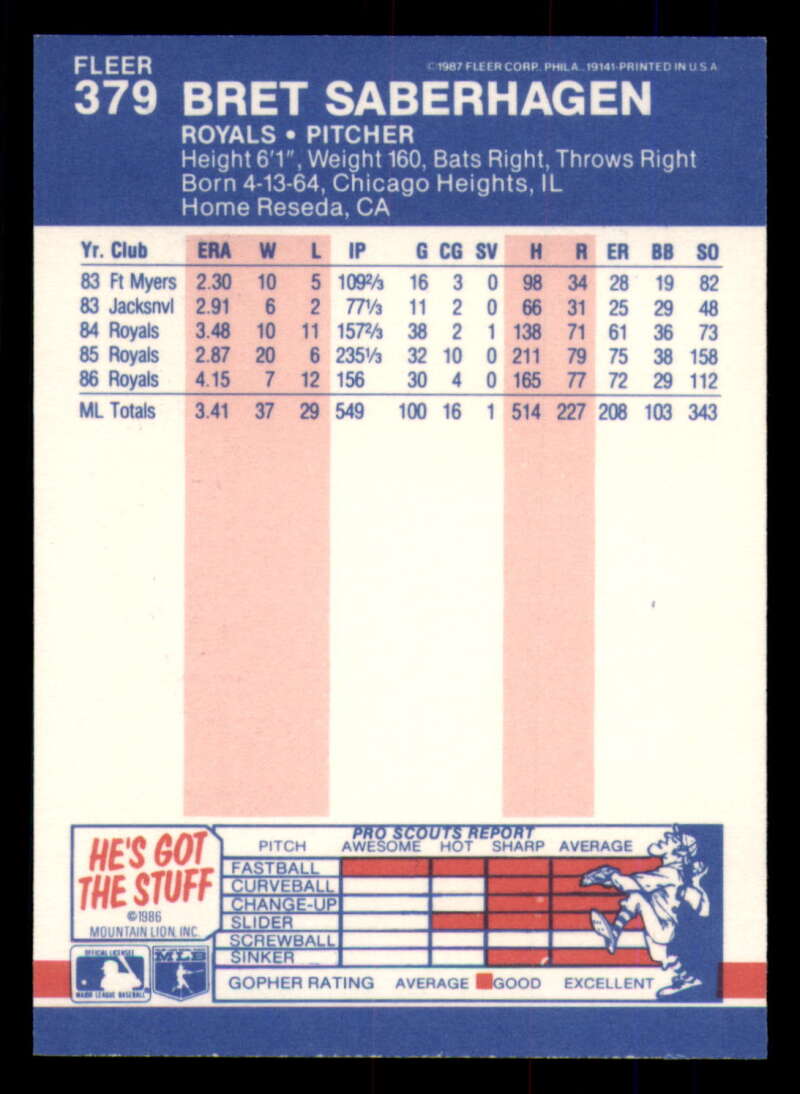 FLEER
©1987 FLEER CORP., PHILA., 19141-PRINTED IN U.S.A.
379 BRET SABERHAGEN
ROYALS • PITCHER
Height 6'1", Weight 160, Bats Right, Throws Right
Born 4-13-64, Chicago Heights, IL
Home Reseda, CA
Yr. Club ERA W L IP G CG SV H R ER BB SO
83 Ft Myers 2.30 10 5 109⅔ 16 3 0 98 34 28 19 82
83 Jacksnvl 2.91 6 2 77⅓ 11 2 0 66 31 25 29 48
84 Royals 3.48 10 11 157⅔ 38 2 1 138 71 61 36 73
85 Royals 2.87 20 6 235⅓ 32 10 0 211 79 75 38 158
86 Royals 4.15 7 12 156 30 4 0 165 77 72 29 112
ML Totals 3.41 37 29 549 100 16 1 514 227 208 103 343
HE'S GOT
THE STUFF
©1986
MOUNTAIN LION, INC.
PRO SCOUTS REPORT
PITCH AWESOME HOT SHARP AVERAGE
FASTBALL
CURVEBALL
CHANGE-UP
SLIDER
SCREWBALL
SINKER
GOPHER RATING AVERAGE GOOD EXCELLENT
OFFICIAL LICENSEE
MAJOR LEAGUE BASEBALL
MLB